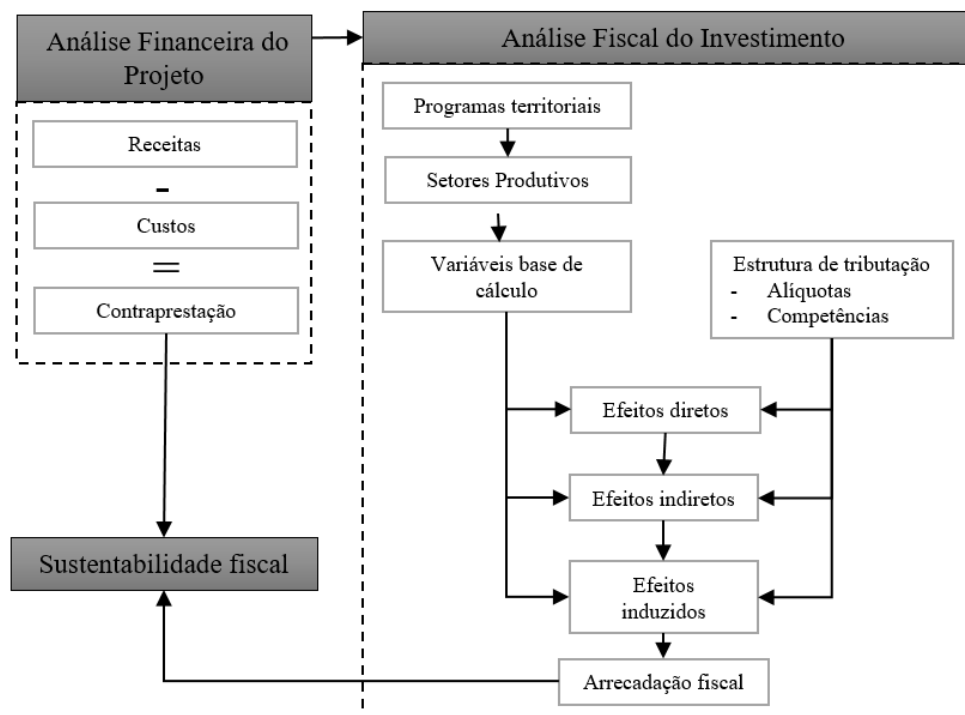 Análise Financeira do
Projeto
Receitas
-
Custos
=
Contraprestação
Sustentabilidade fiscal
Análise Fiscal do Investimento
Programas territoriais
Setores Produtivos
Variáveis base de
cálculo
Estrutura de tributação
- Alíquotas
- Competências
Efeitos diretos
Efeitos indiretos
Efeitos
induzidos
Arrecadação fiscal